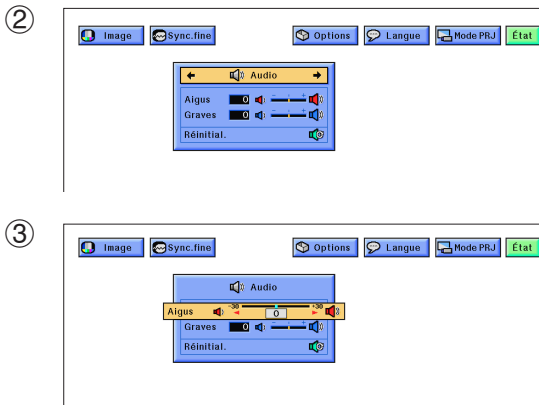 ②
Image Sync.fine Options Langue Mode PRJ État
Audio
Aigus 0 - +
Graves 0 - +
Réinitial.
③
Image Sync.fine Options Langue Mode PRJ État
Audio
Aigus -30 0 +30
Graves 0 - +
Réinitial.